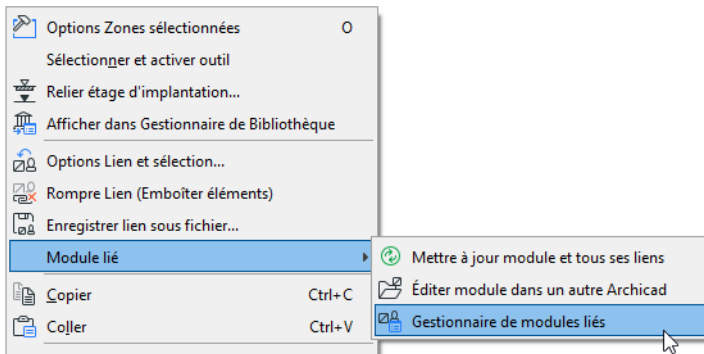 Options Zones sélectionnées O
Sélectionner et activer outil
Relier étage d'implantation...
Afficher dans Gestionnaire de Bibliothèque
Options Lien et sélection...
Rompre Lien (Emboîter éléments)
Enregistrer lien sous fichier...
Module lié
Mettre à jour module et tous ses liens
Éditer module dans un autre Archicad
Gestionnaire de modules liés
Copier Ctrl+C
Coller Ctrl+V